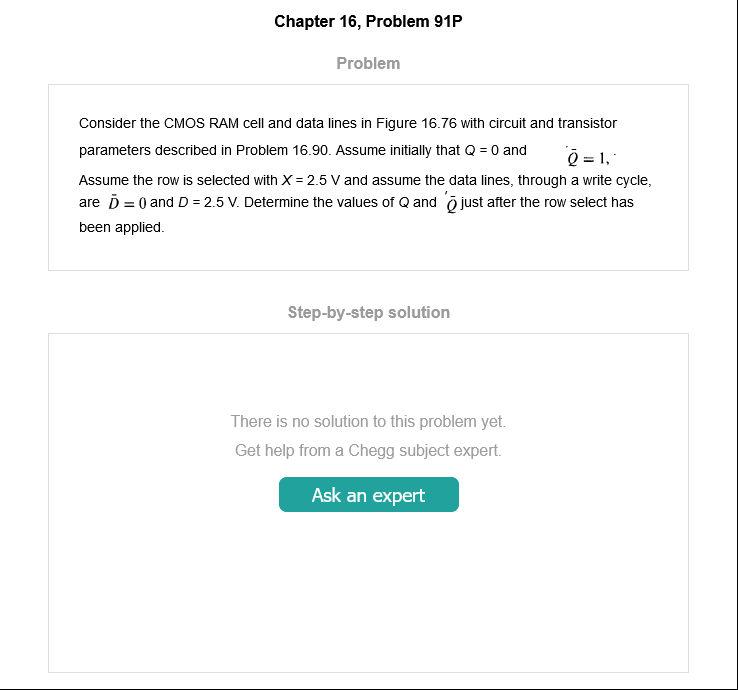 Chapter 16, Problem 91P
Problem
Consider the CMOS RAM cell and data lines in Figure 16.76 with circuit and transistor
parameters described in Problem 16.90. Assume initially that Q = 0 and Q̄ = 1,
Assume the row is selected with X = 2.5 V and assume the data lines, through a write cycle,
are D̄ = 0 and D = 2.5 V. Determine the values of Q and Q̄ just after the row select has
been applied.
Step-by-step solution
There is no solution to this problem yet.
Get help from a Chegg subject expert.
Ask an expert